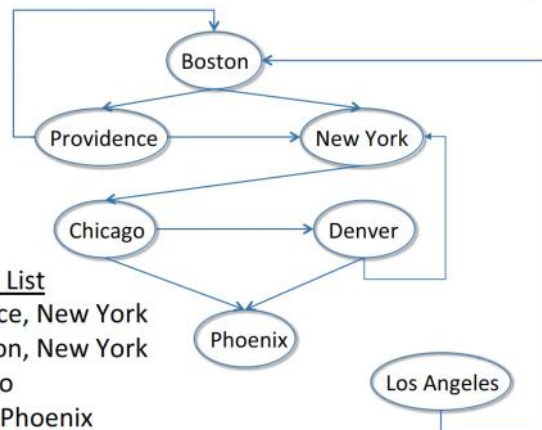 Boston
Providence
New York
Chicago
Denver
List
ce, New York
on, New York
Phoenix
o
Los Angeles
Phoenix